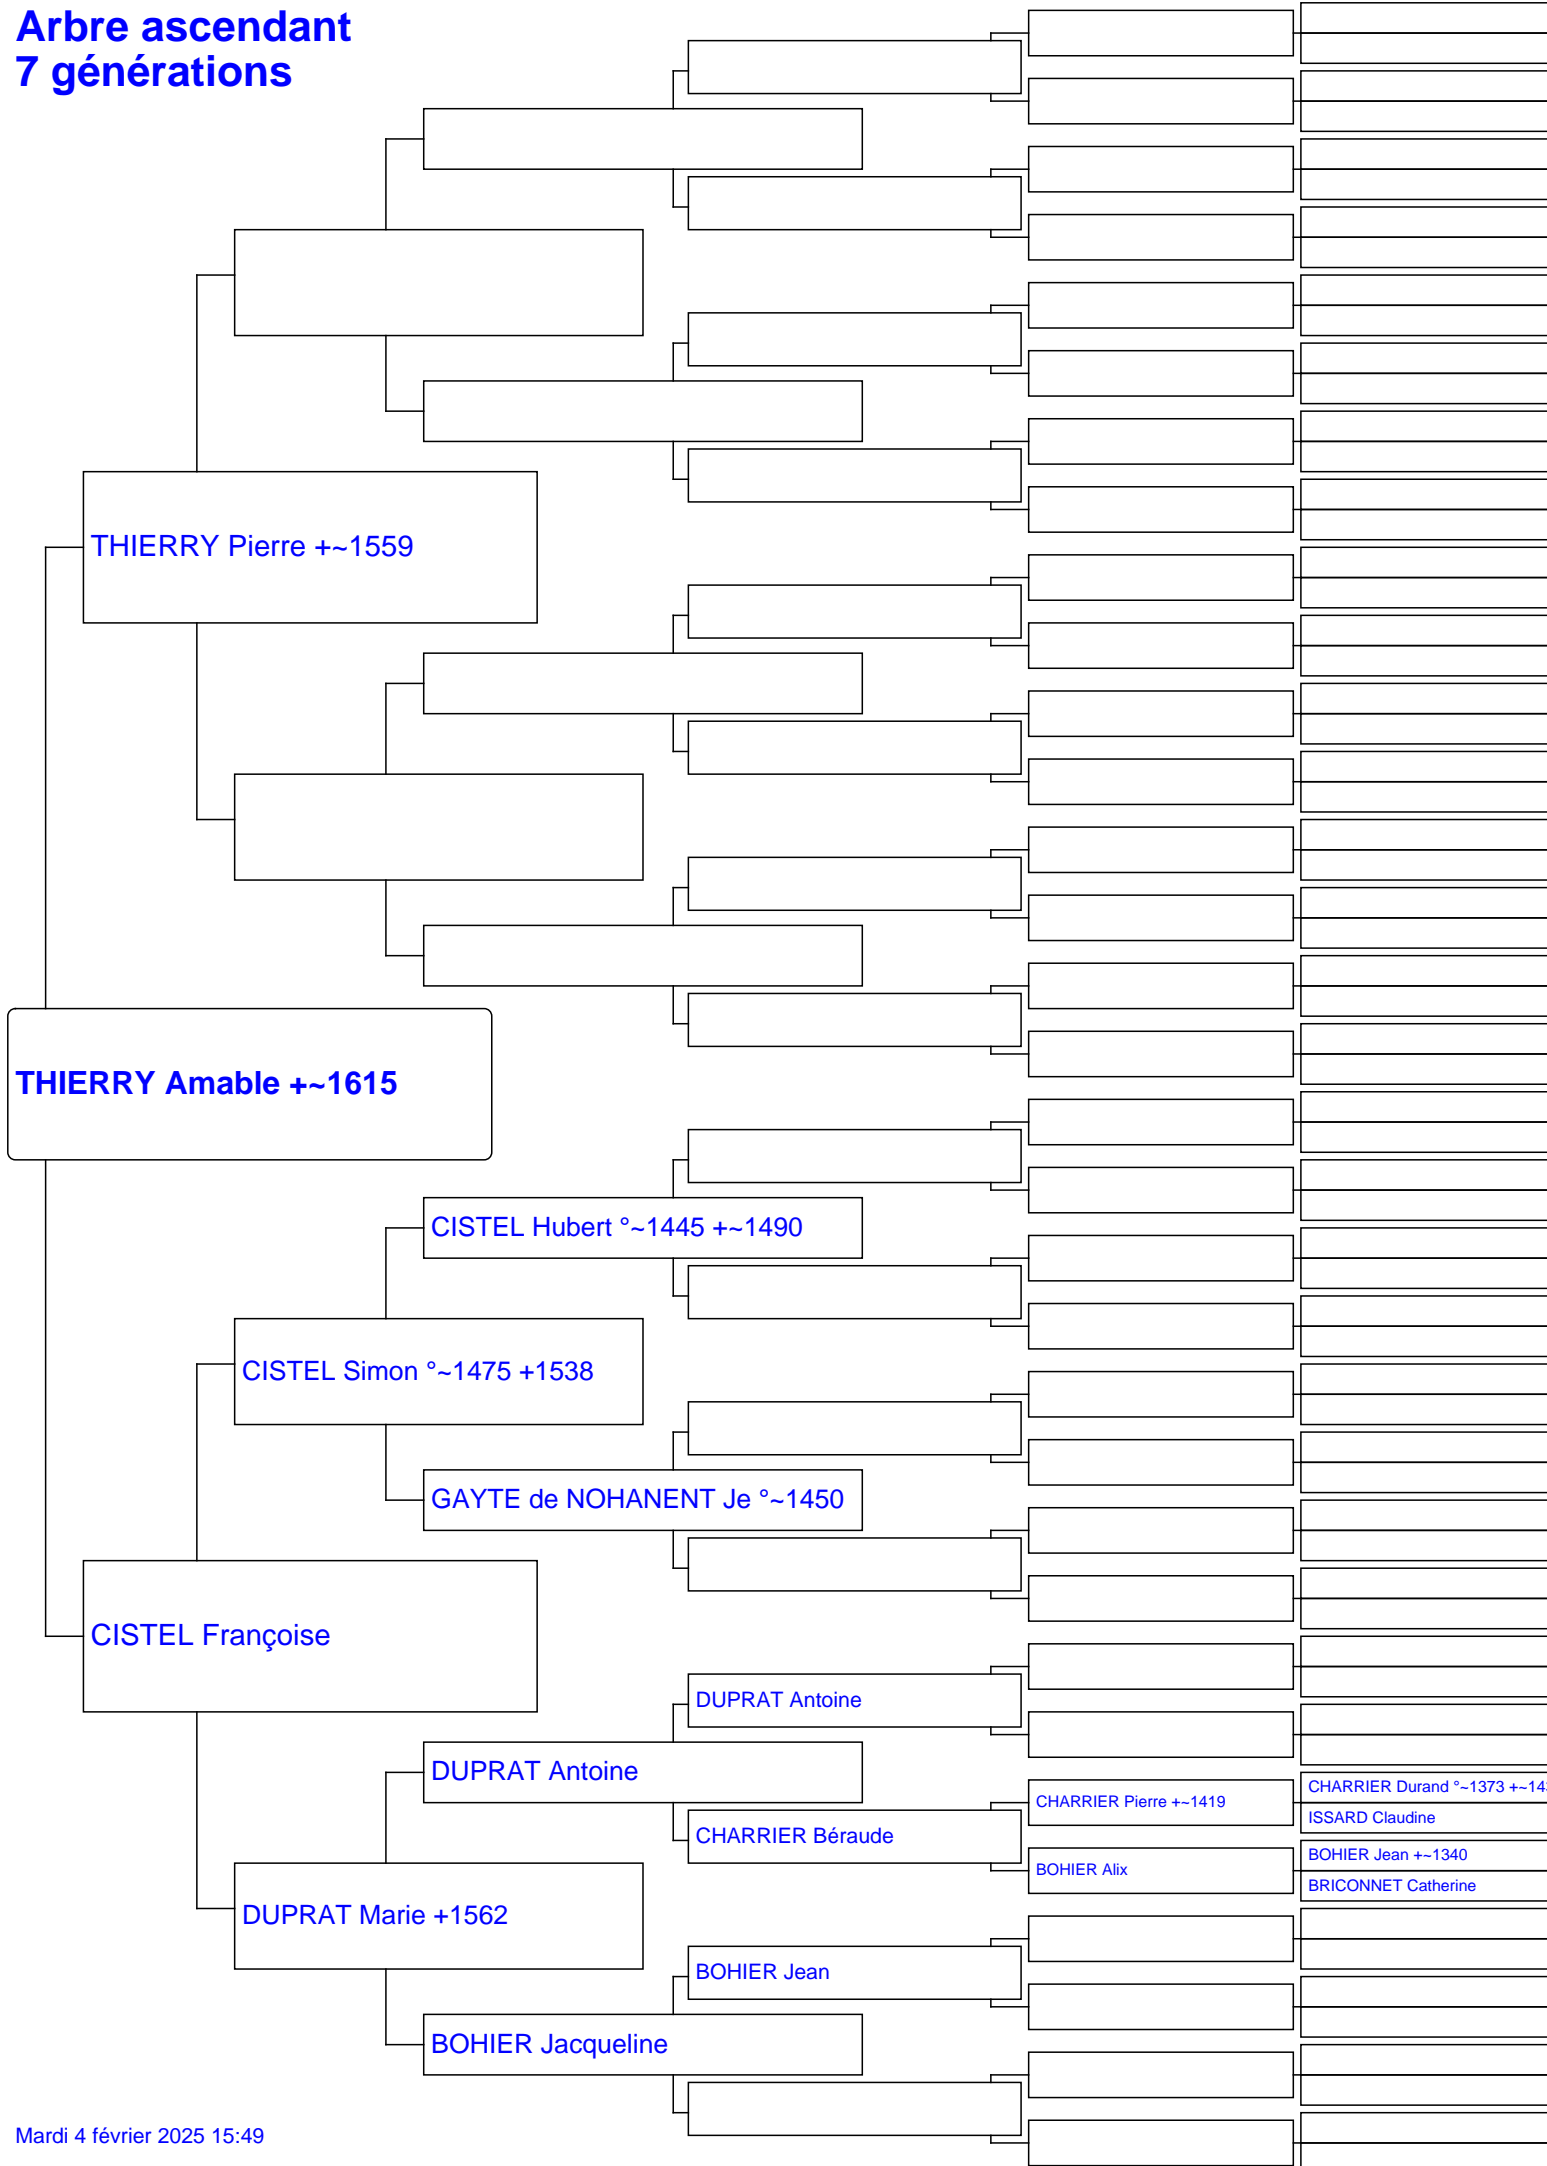 Arbre ascendant
7 générations
THIERRY Pierre +~1559
THIERRY Amable +~1615
CISTEL Hubert °~1445 +~1490
CISTEL Simon °~1475 +1538
GAYTE de NOHANENT Je °~1450
CISTEL Françoise
DUPRAT Antoine
DUPRAT Antoine
CHARRIER Pierre +~1419
CHARRIER Durand °~1373 +~14
ISSARD Claudine
CHARRIER Béraude
BOHIER Alix
BOHIER Jean +~1340
BRICONNET Catherine
DUPRAT Marie +1562
BOHIER Jean
BOHIER Jacqueline
Mardi 4 février 2025 15:49